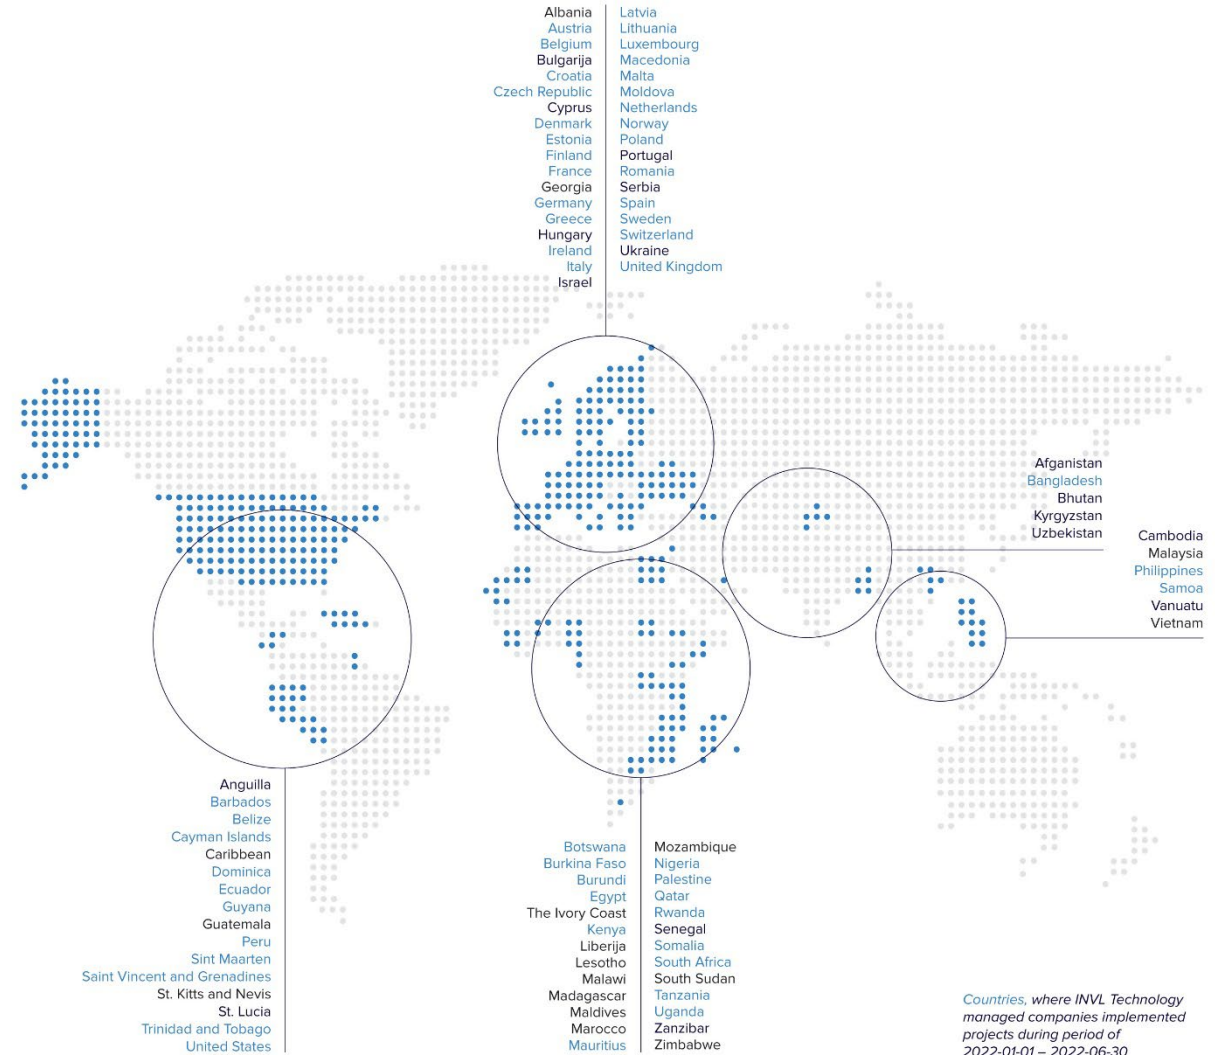 Albania
Austria
Belgium
Bulgarija
Croatia
Czech Republic
Cyprus
Denmark
Estonia
Finland
France
Georgia
Germany
Greece
Hungary
Ireland
Italy
Israel
Latvia
Lithuania
Luxembourg
Macedonia
Malta
Moldova
Netherlands
Norway
Poland
Portugal
Romania
Serbia
Spain
Sweden
Switzerland
Ukraine
United Kingdom
Afganistan
Bangladesh
Bhutan
Kyrgyzstan
Uzbekistan
Cambodia
Malaysia
Philippines
Samoa
Vanuatu
Vietnam
Anguilla
Barbados
Belize
Cayman Islands
Caribbean
Dominica
Ecuador
Guyana
Guatemala
Peru
Sint Maarten
Saint Vincent and Grenadines
St. Kitts and Nevis
St. Lucia
Trinidad and Tobago
United States
Botswana
Burkina Faso
Burundi
Egypt
The Ivory Coast
Kenya
Liberija
Lesotho
Malawi
Madagascar
Maldives
Marocco
Mauritius
Mozambique
Nigeria
Palestine
Qatar
Rwanda
Senegal
Somalia
South Africa
South Sudan
Tanzania
Uganda
Zanzibar
Zimbabwe
Countries, where INVL Technology
managed companies implemented
projects during period of
2022-01-01 – 2022-06-30